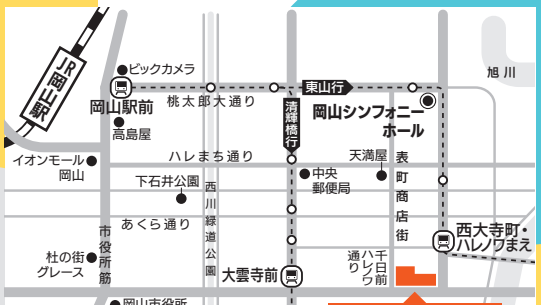 ビックカメラ
旭川
JR
岡山駅
東山行
岡山駅前
桃太郎大通り
清輝橋行
岡山シンフォニー
ホール
高島屋
イオンモール
岡山
ハレまち通り
天満屋
表町商店街
中央
郵便局
下石井公園
西川緑道公園
あくら通り
市役所筋
西大寺町・
ハレノワまえ
杜の街
グレース
大雲寺前
千日前
ハレノワ
通り
岡山市役所